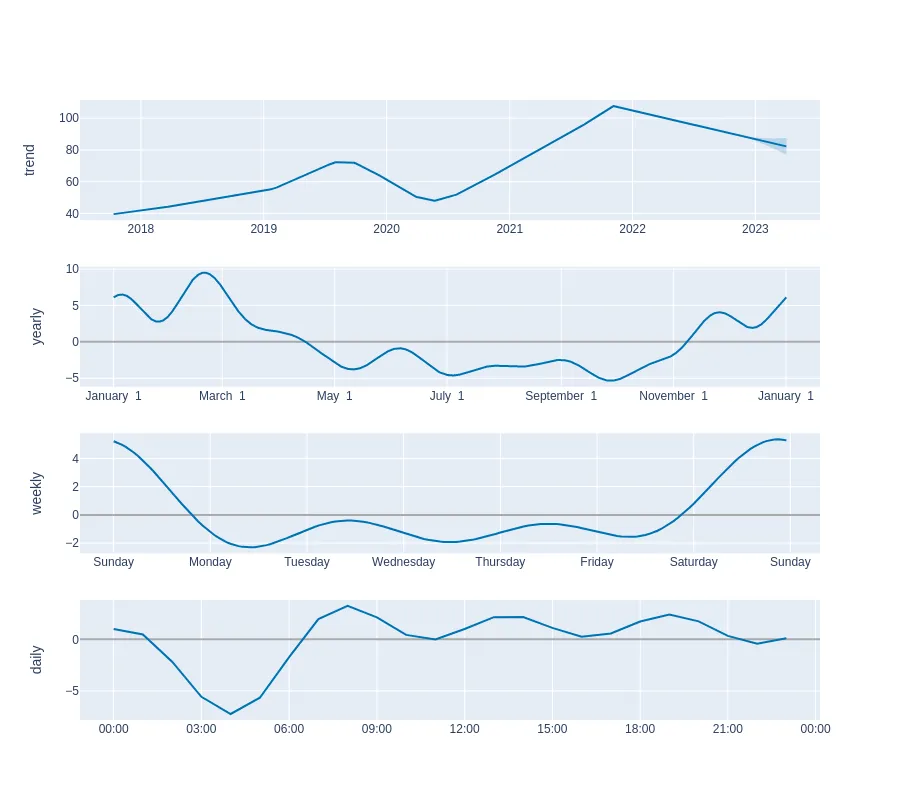 trend
100
80
60
40
2018 2019 2020 2021 2022 2023
yearly
10
5
0
−5
January 1 March 1 May 1 July 1 September 1 November 1 January 1
weekly
4
2
0
−2
Sunday Monday Tuesday Wednesday Thursday Friday Saturday Sunday
daily
0
−5
00:00 03:00 06:00 09:00 12:00 15:00 18:00 21:00 00:00